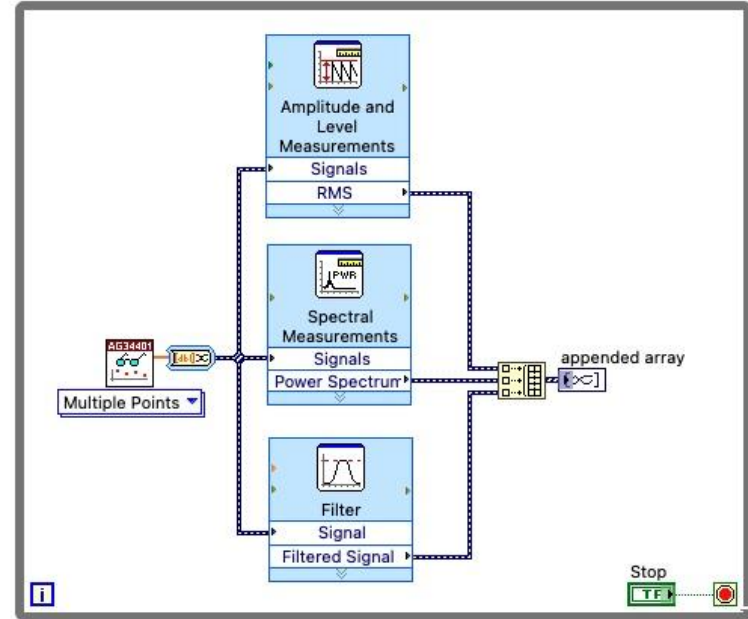 Amplitude and
Level
Measurements
Signals
RMS
PWR
Spectral
Measurements
AG34401
Signals
appended array
Power Spectrum
Multiple Points
Filter
Signal
Filtered Signal
Stop
i
TF